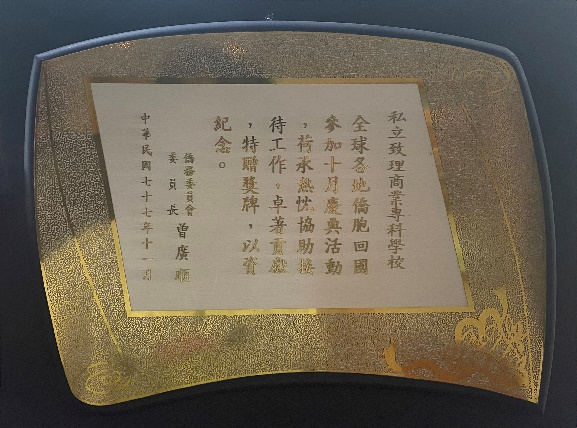 私立致理商業專科學校
全球各地僑胞回國
參加十月慶典活動
，荷承熱忱協助接
待工作。卓著貢獻
，特贈獎牌，以資
紀念。
僑務委員會
委員長 曾廣順
中華民國七十七年十一月